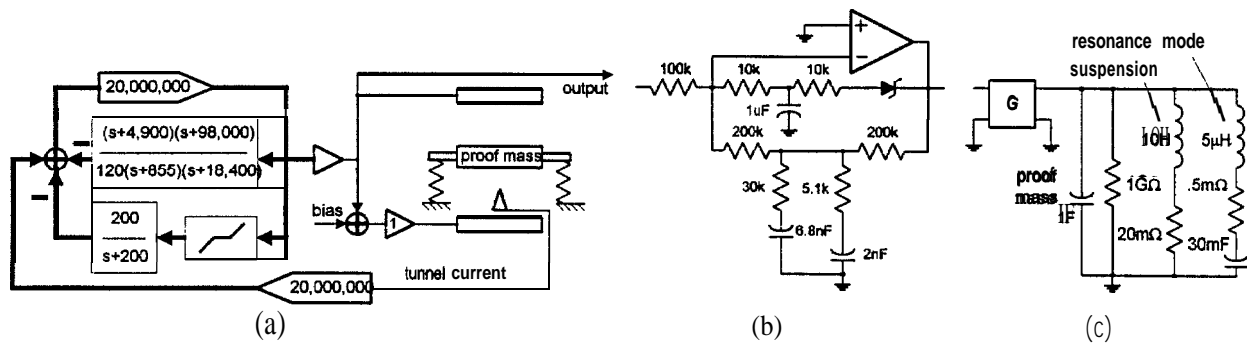 20,000,000
(s+4,900)(s+98,000)
120(s+855)(s+18,400)
200
s+200
output
proof mass
bias
1
tunnel current
20,000,000
(a)
+
−
100k
10k
10k
1uF
200k
200k
30k
5.1k
6.8nF
2nF
(b)
resonance mode
suspension
G
10H
5μH
proof
mass
1F
1GΩ
.5mΩ
20mΩ
30mF
(c)